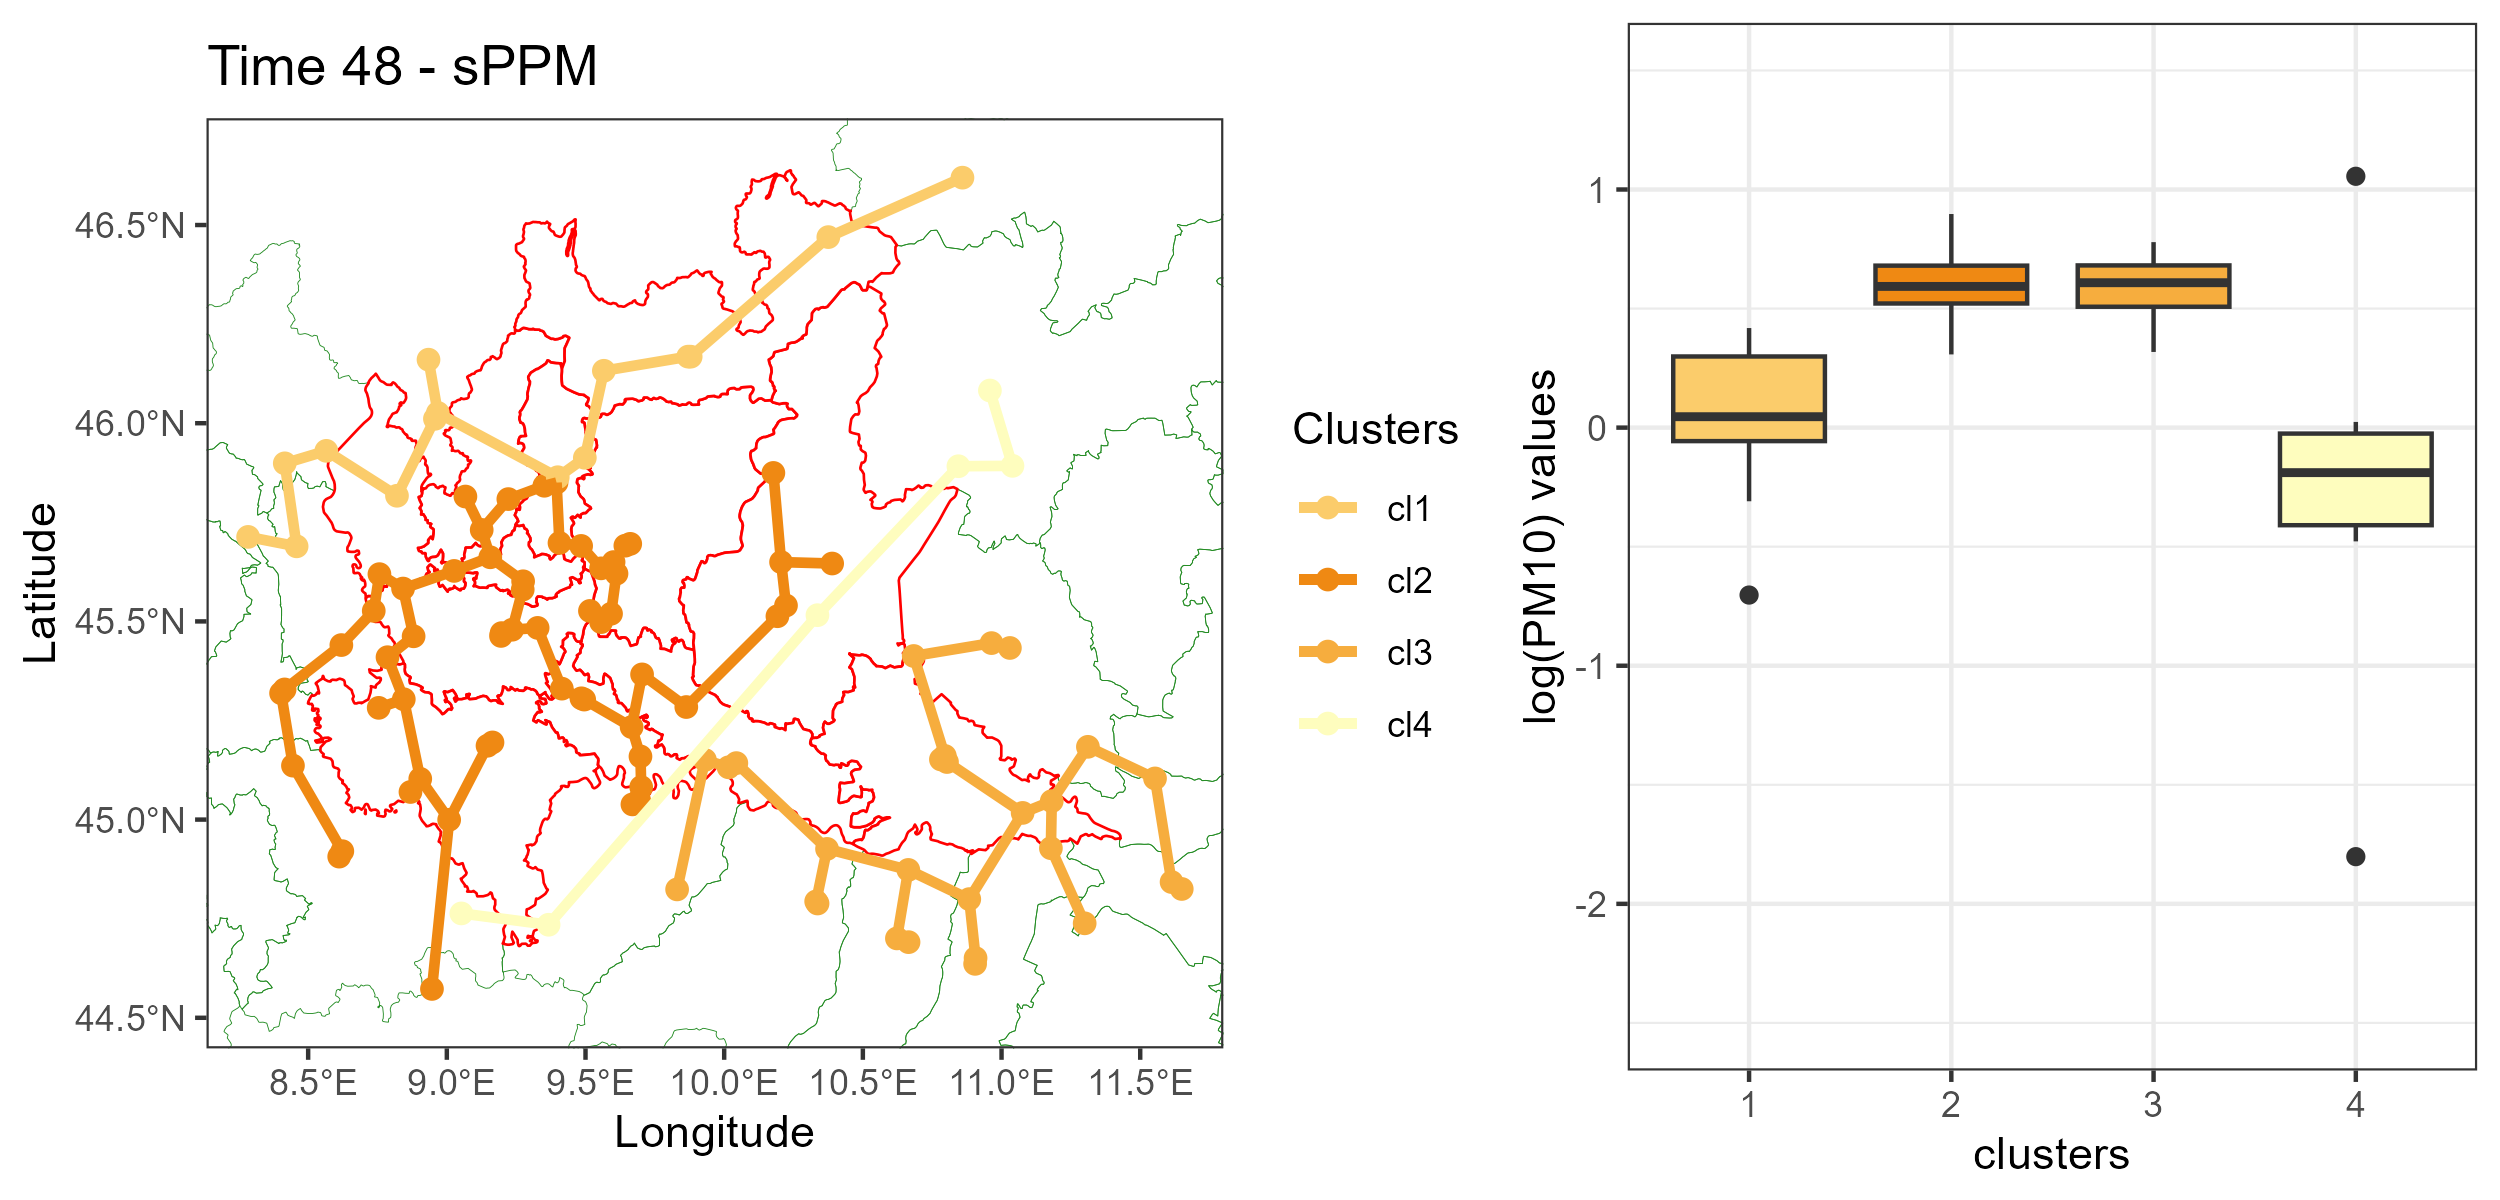 Time 48 - sPPM
46.5°N
46.0°N
45.5°N
45.0°N
44.5°N
Latitude
8.5°E 9.0°E 9.5°E 10.0°E 10.5°E 11.0°E 11.5°E
Longitude
Clusters
cl1
cl2
cl3
cl4
log(PM10) values
1
0
-1
-2
1 2 3 4
clusters